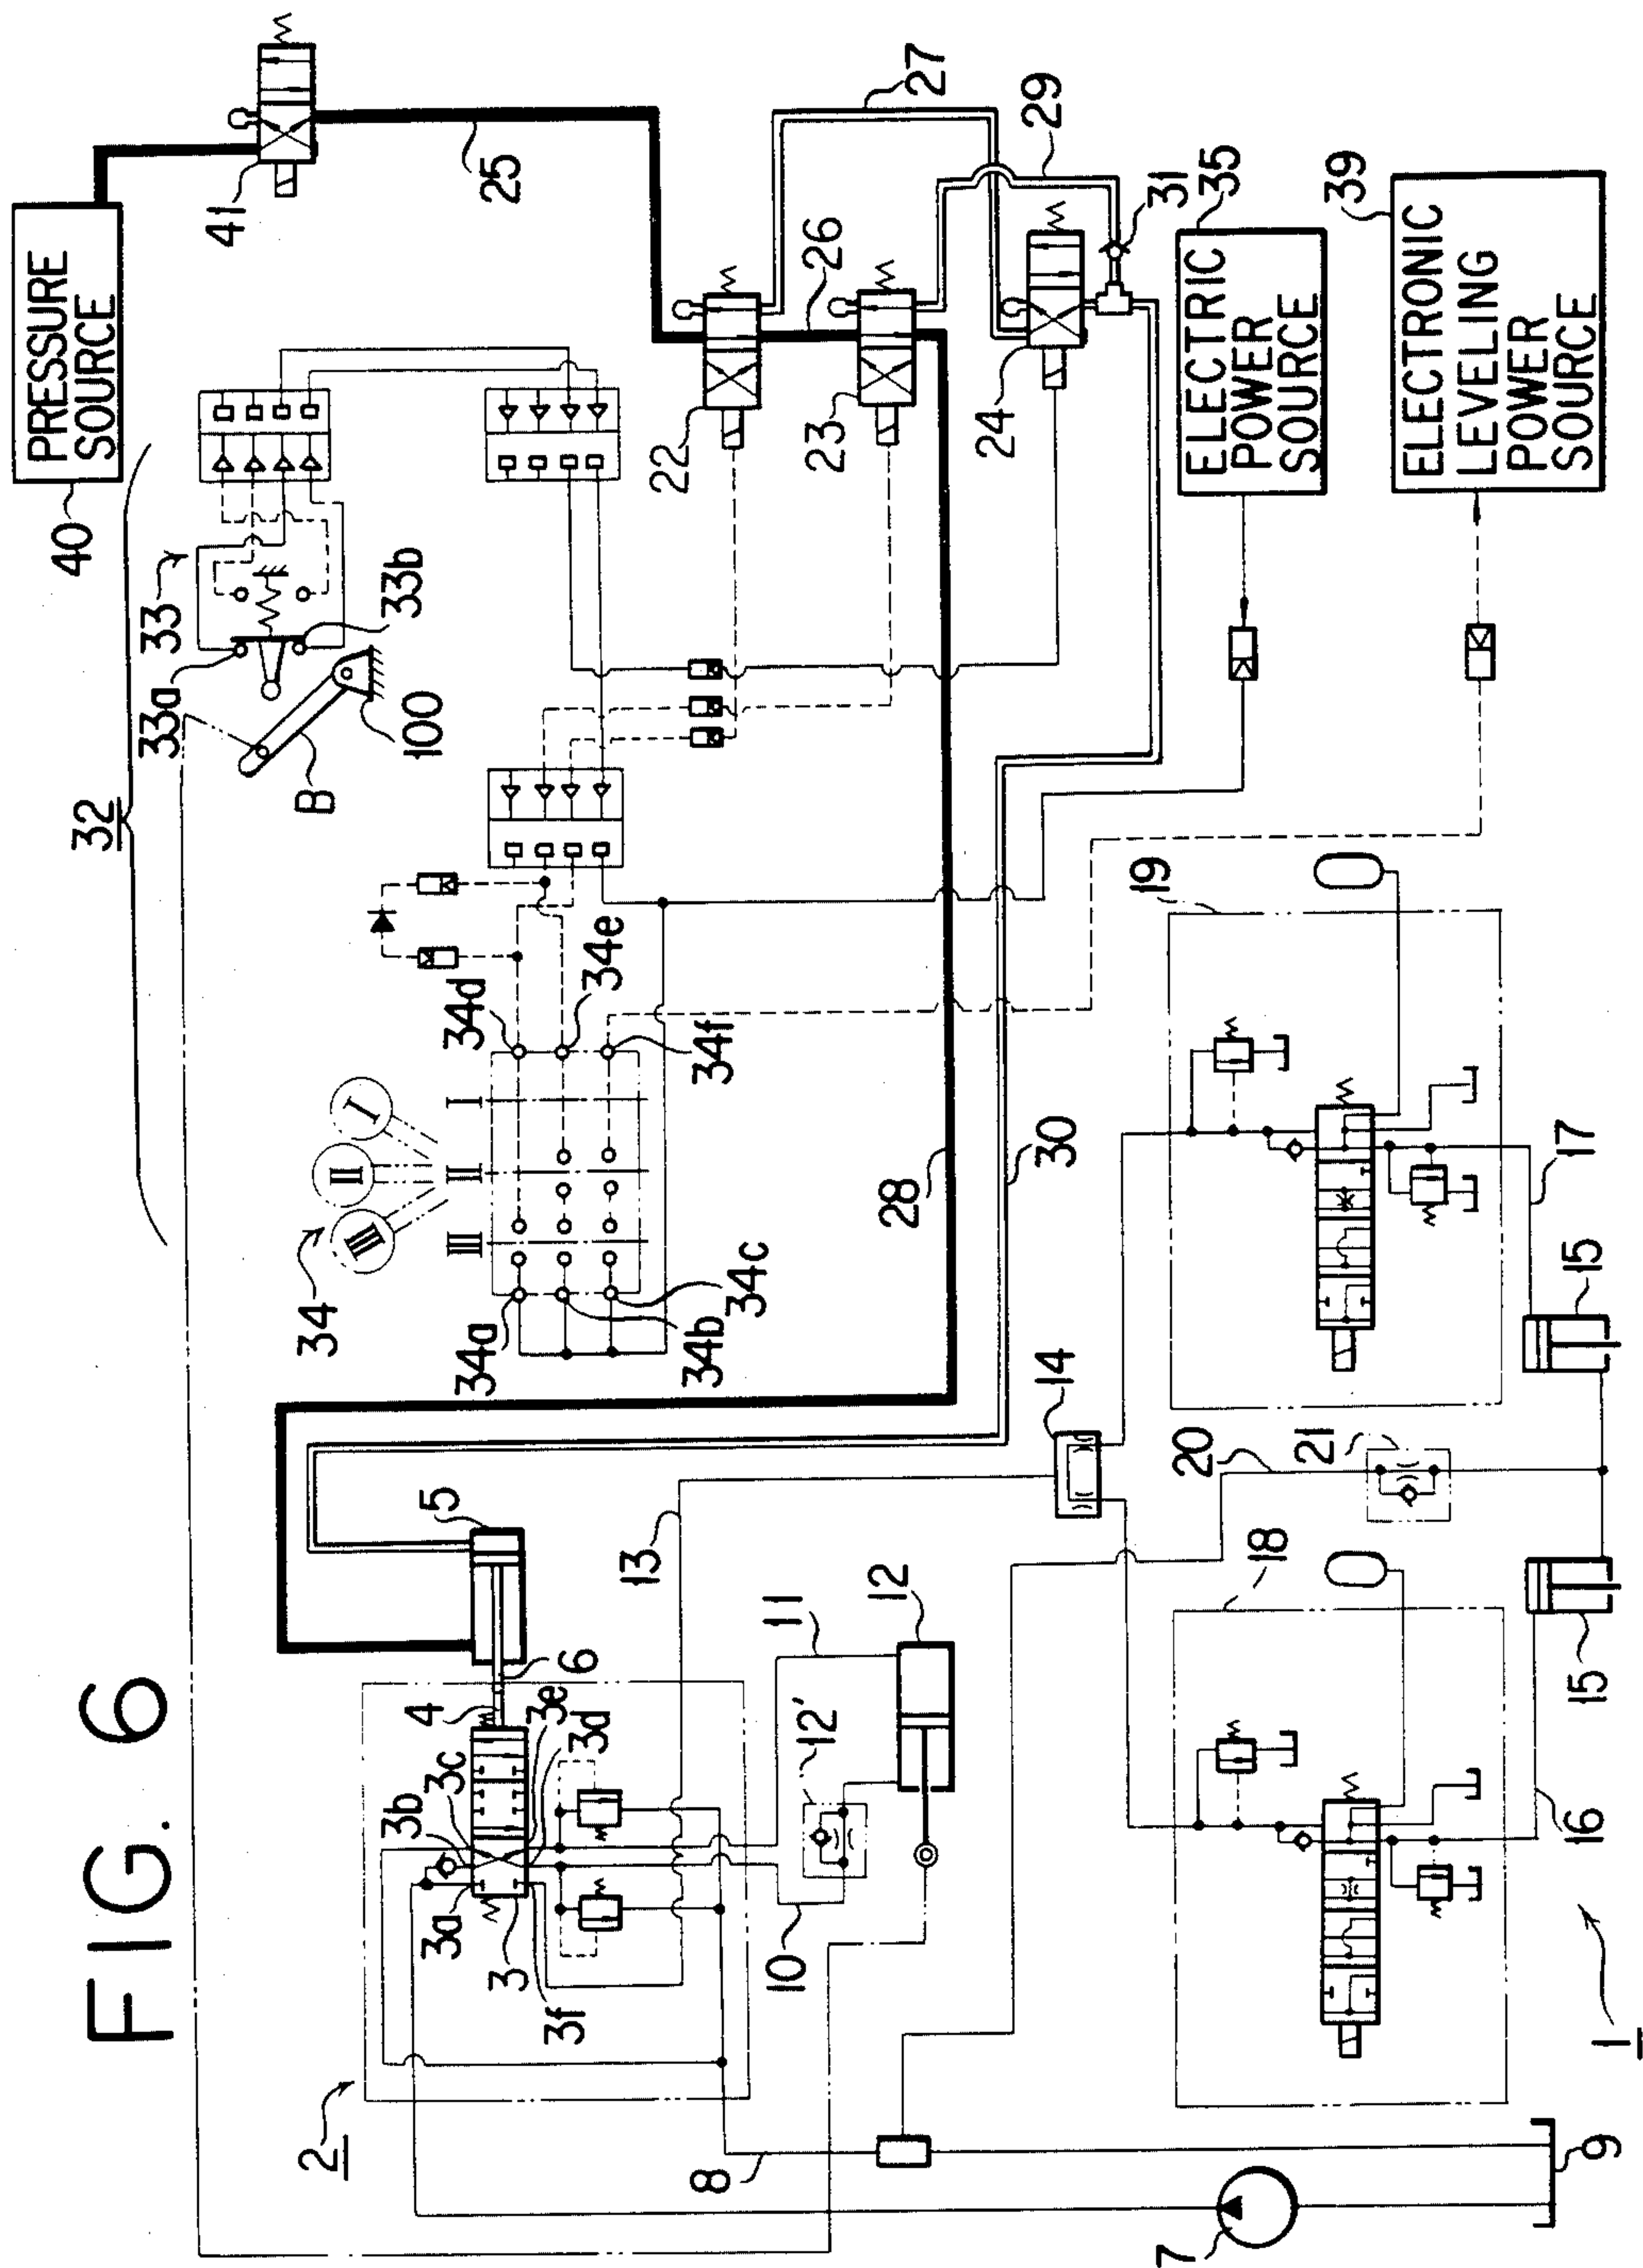 FIG. 6
PRESSURE
SOURCE
40
41
25
27
29
22
26
23
24
31
35
ELECTRIC
POWER
SOURCE
39
ELECTRONIC
LEVELING
POWER
SOURCE
32
33
33a
33b
100
B
34
III
II
I
III
II
I
34a
34b
34c
34d
34e
34f
28
30
2
3
3a
3b
3c
3d
3e
3f
4
5
6
7
8
9
10
11
12
12'
13
14
15
15
16
17
18
19
20
21
1